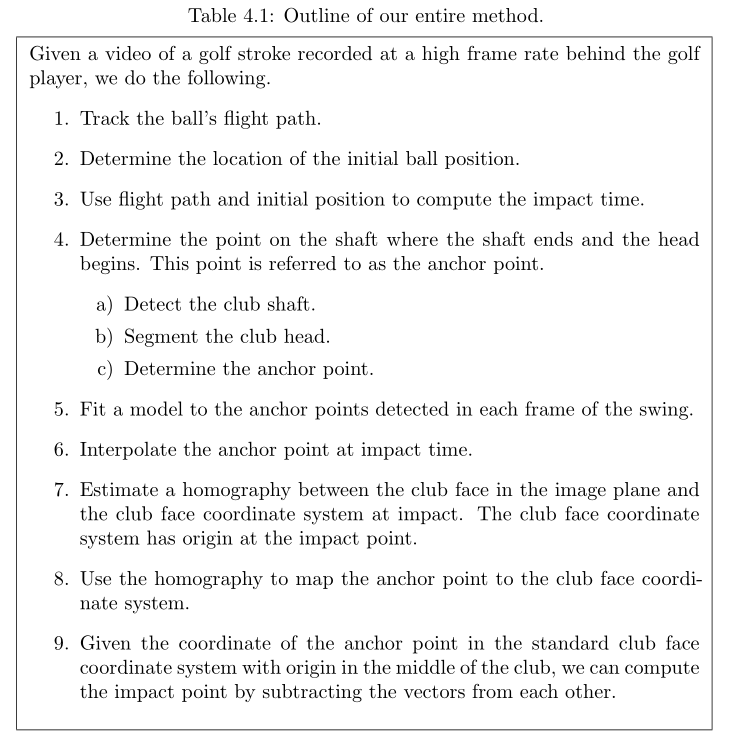 Table 4.1: Outline of our entire method.
Given a video of a golf stroke recorded at a high frame rate behind the golf
player, we do the following.
1. Track the ball's flight path.
2. Determine the location of the initial ball position.
3. Use flight path and initial position to compute the impact time.
4. Determine the point on the shaft where the shaft ends and the head
begins. This point is referred to as the anchor point.
a) Detect the club shaft.
b) Segment the club head.
c) Determine the anchor point.
5. Fit a model to the anchor points detected in each frame of the swing.
6. Interpolate the anchor point at impact time.
7. Estimate a homography between the club face in the image plane and
the club face coordinate system at impact. The club face coordinate
system has origin at the impact point.
8. Use the homography to map the anchor point to the club face coordi-
nate system.
9. Given the coordinate of the anchor point in the standard club face
coordinate system with origin in the middle of the club, we can compute
the impact point by subtracting the vectors from each other.